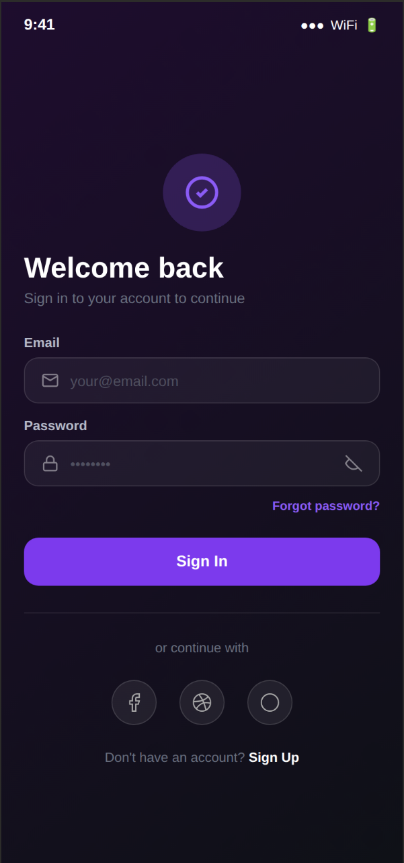 9:41 ●●● WiFi 🔋
Welcome back
Sign in to your account to continue
Email
your@email.com
Password
••••••••
Forgot password?
Sign In
or continue with
Don't have an account? Sign Up